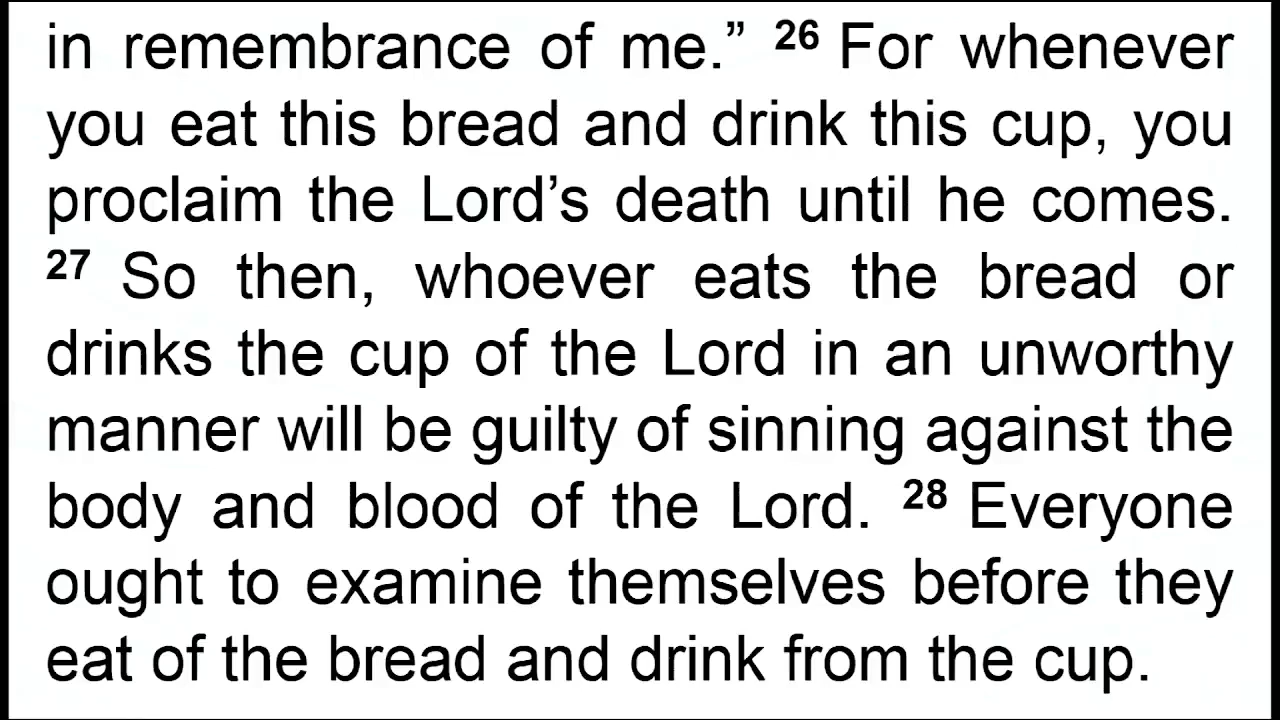 in remembrance of me.” 26 For whenever
you eat this bread and drink this cup, you
proclaim the Lord’s death until he comes.
27 So then, whoever eats the bread or
drinks the cup of the Lord in an unworthy
manner will be guilty of sinning against the
body and blood of the Lord. 28 Everyone
ought to examine themselves before they
eat of the bread and drink from the cup.